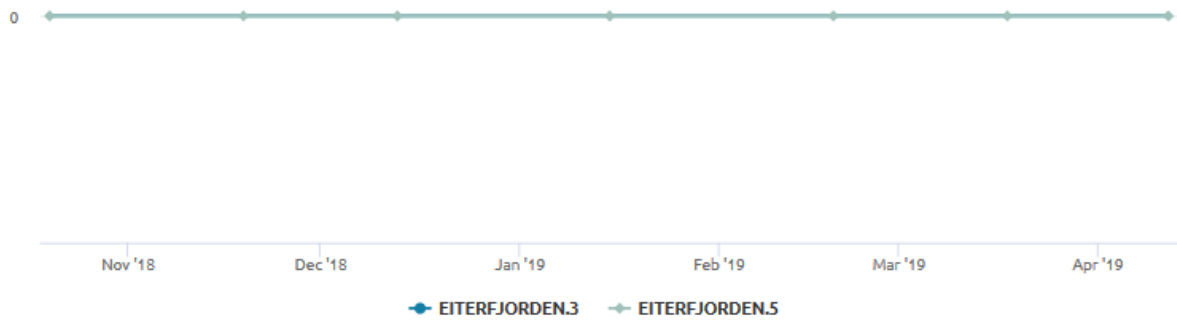 0
Nov '18 Dec '18 Jan '19 Feb '19 Mar '19 Apr '19
EITERFJORDEN.3 EITERFJORDEN.5